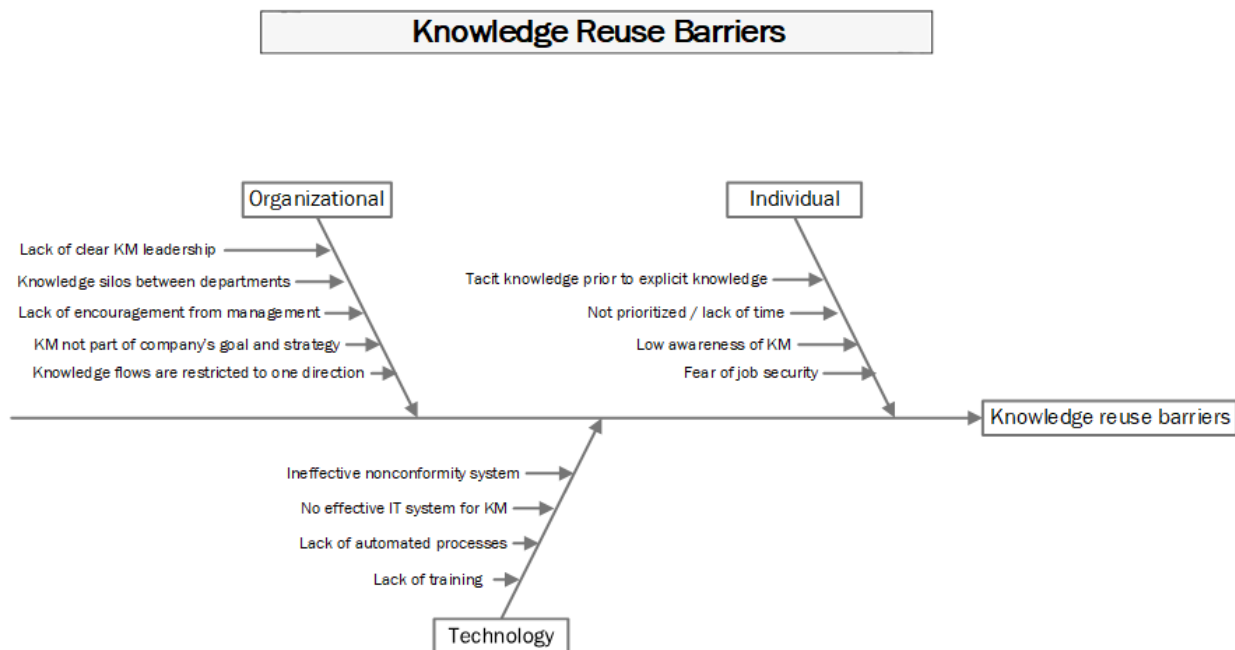 Knowledge Reuse Barriers
Organizational
Individual
Lack of clear KM leadership
Knowledge silos between departments
Lack of encouragement from management
KM not part of company's goal and strategy
Knowledge flows are restricted to one direction
Tacit knowledge prior to explicit knowledge
Not prioritized / lack of time
Low awareness of KM
Fear of job security
Knowledge reuse barriers
Ineffective nonconformity system
No effective IT system for KM
Lack of automated processes
Lack of training
Technology